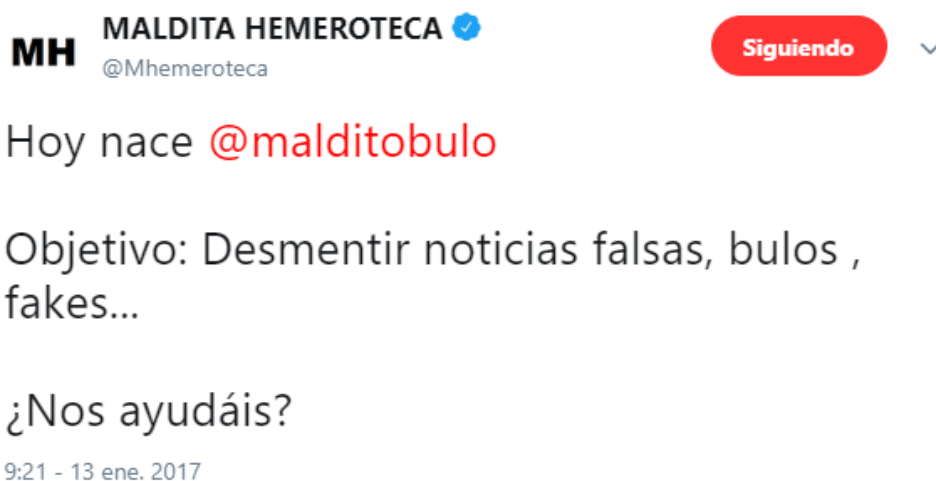 MH
MALDITA HEMEROTECA
@Mhemeroteca
Siguiendo
Hoy nace @malditobulo
Objetivo: Desmentir noticias falsas, bulos ,
fakes...
¿Nos ayudáis?
9:21 - 13 ene. 2017